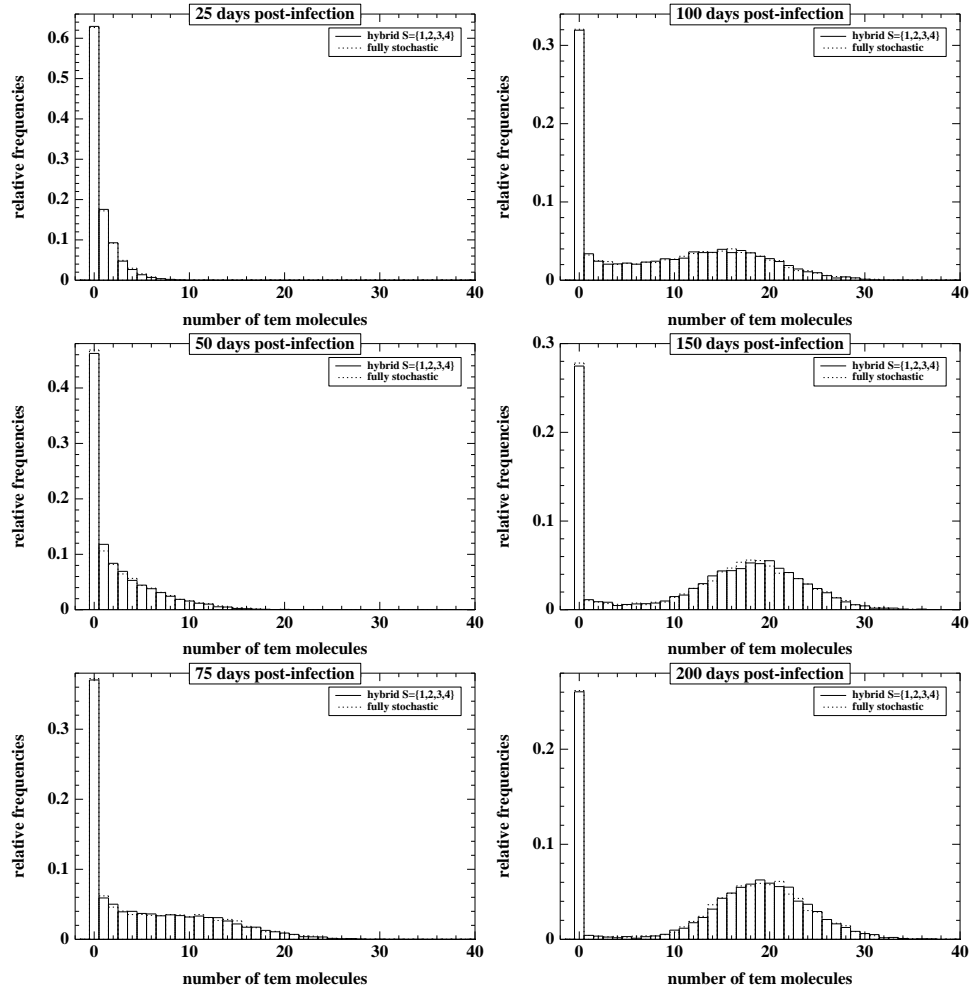 25 days post-infection
hybrid S={1,2,3,4}
fully stochastic
relative frequencies
0.6
0.5
0.4
0.3
0.2
0.1
0
0 10 20 30 40
number of tem molecules
100 days post-infection
hybrid S={1,2,3,4}
fully stochastic
relative frequencies
0.3
0.2
0.1
0
0 10 20 30 40
number of tem molecules
50 days post-infection
hybrid S={1,2,3,4}
fully stochastic
relative frequencies
0.4
0.3
0.2
0.1
0
0 10 20 30 40
number of tem molecules
150 days post-infection
hybrid S={1,2,3,4}
fully stochastic
relative frequencies
0.3
0.2
0.1
0
0 10 20 30 40
number of tem molecules
75 days post-infection
hybrid S={1,2,3,4}
fully stochastic
relative frequencies
0.3
0.2
0.1
0
0 10 20 30 40
number of tem molecules
200 days post-infection
hybrid S={1,2,3,4}
fully stochastic
relative frequencies
0.2
0.1
0
0 10 20 30 40
number of tem molecules